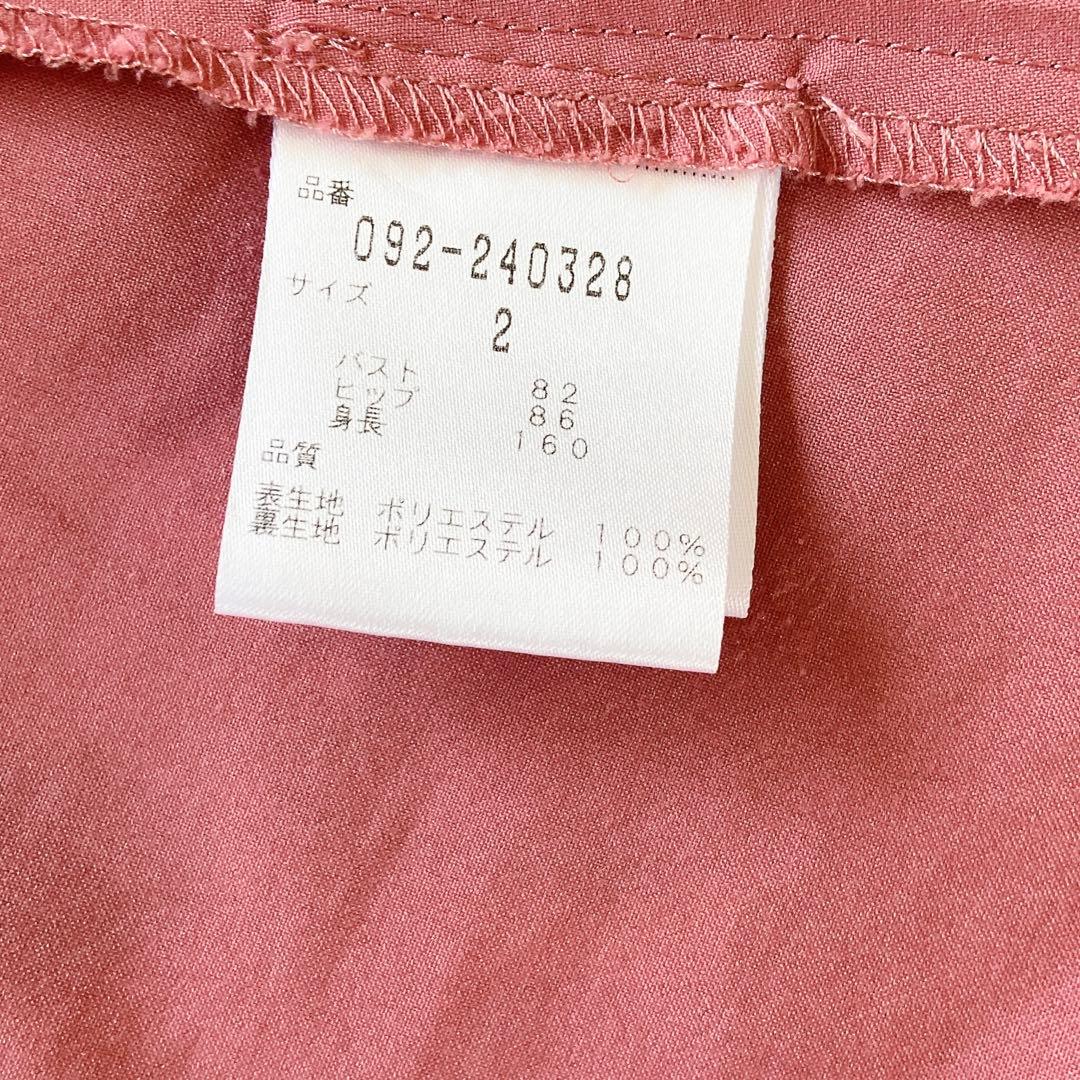 品番
092-240328
サイズ
2
バスト 82
ヒップ 86
身長 160
品質
表生地 ポリエステル 100%
裏生地 ポリエステル 100%